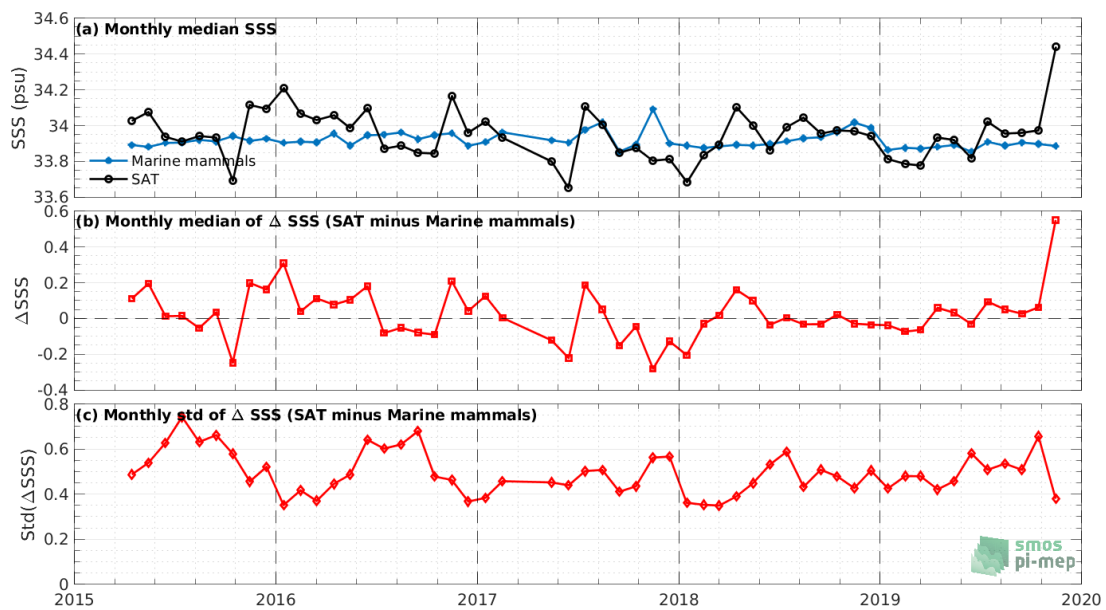 34.6
34.4
34.2
34
33.8
33.6
SSS (psu)
(a) Monthly median SSS
Marine mammals
SAT
0.6
0.4
0.2
0
-0.2
-0.4
ΔSSS
(b) Monthly median of Δ SSS (SAT minus Marine mammals)
0.8
0.6
0.4
0.2
0
Std(ΔSSS)
(c) Monthly std of Δ SSS (SAT minus Marine mammals)
smos
pi-mep
2015 2016 2017 2018 2019 2020